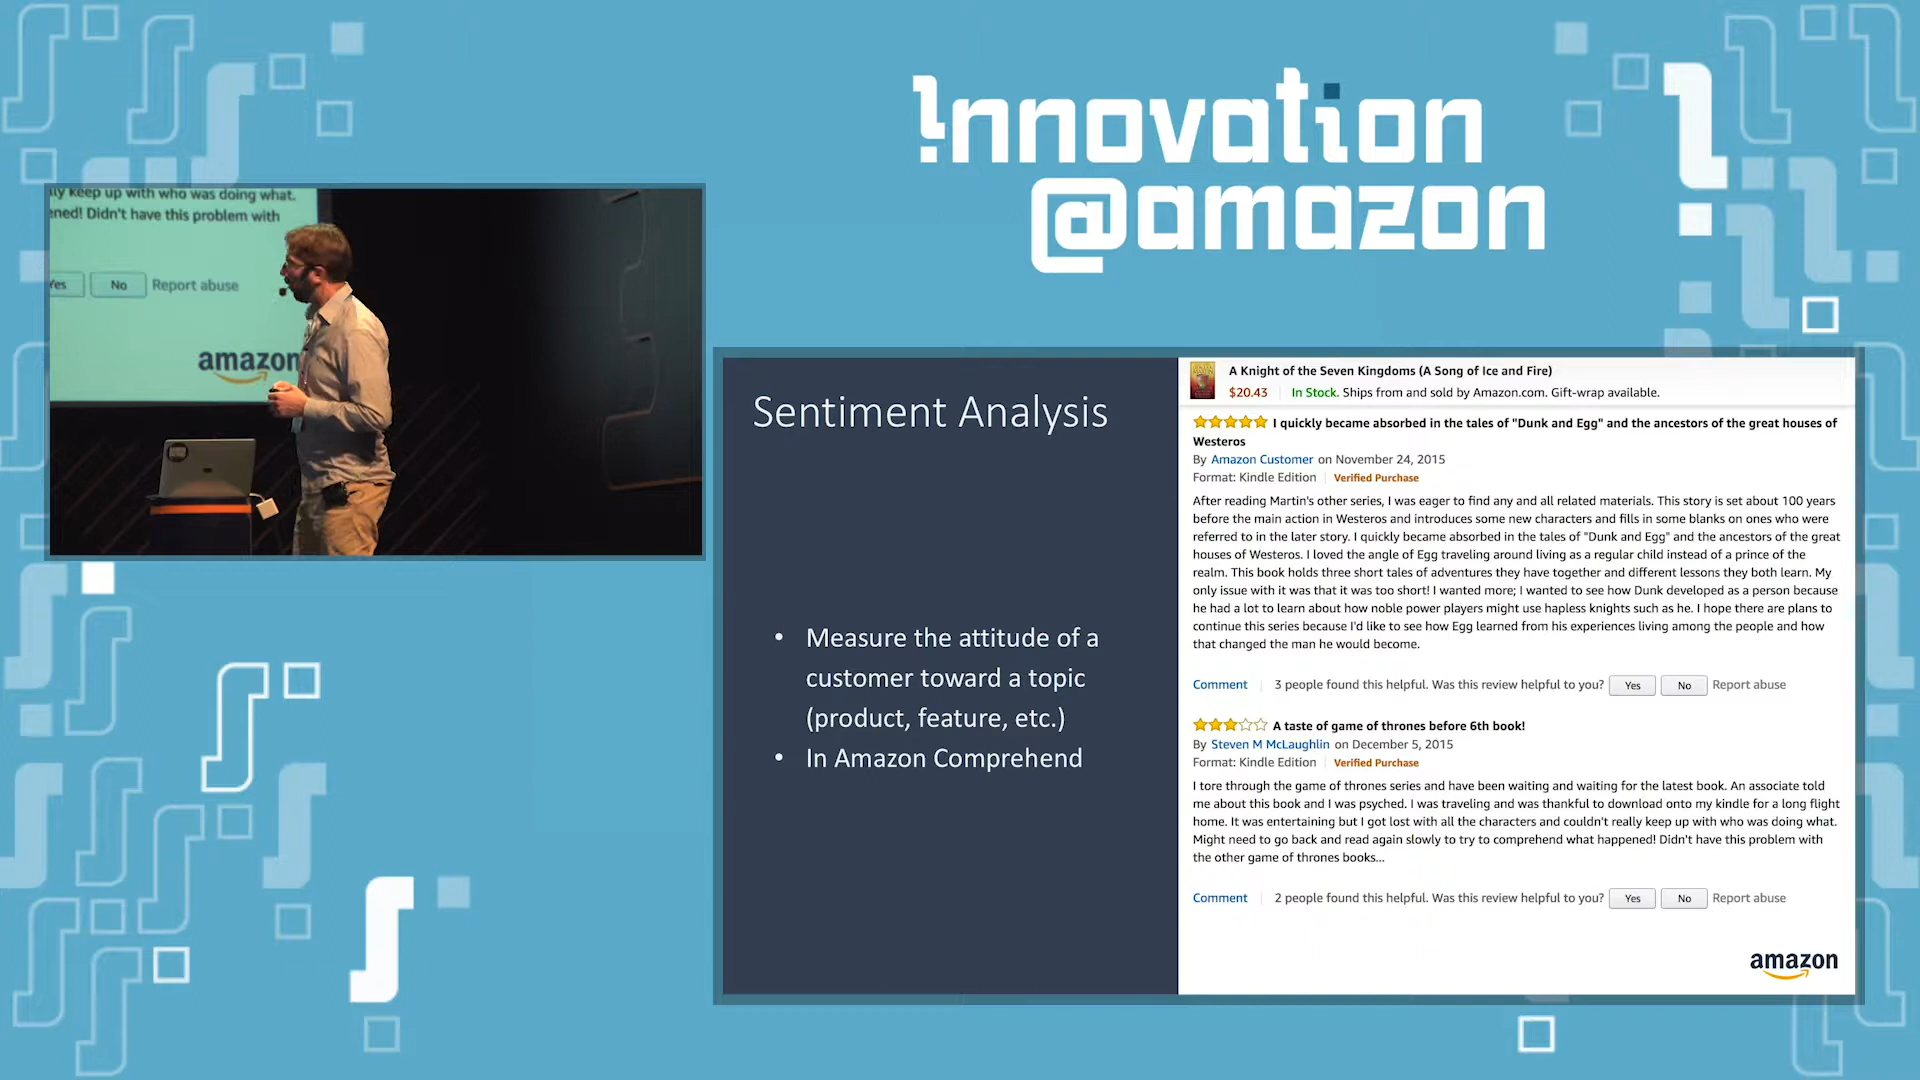 Innovation
@amazon
lly keep up with who was doing what.
ened! Didn't have this problem with
Yes
No
Report abuse
amazon
Sentiment Analysis
• Measure the attitude of a
customer toward a topic
(product, feature, etc.)
• In Amazon Comprehend
A Knight of the Seven Kingdoms (A Song of Ice and Fire)
$20.43 In Stock. Ships from and sold by Amazon.com. Gift-wrap available.
I quickly became absorbed in the tales of "Dunk and Egg" and the ancestors of the great houses of
Westeros
By Amazon Customer on November 24, 2015
Format: Kindle Edition | Verified Purchase
After reading Martin's other series, I was eager to find any and all related materials. This story is set about 100 years
before the main action in Westeros and introduces some new characters and fills in some blanks on ones who were
referred to in the later story. I quickly became absorbed in the tales of "Dunk and Egg" and the ancestors of the great
houses of Westeros. I loved the angle of Egg traveling around living as a regular child instead of a prince of the
realm. This book holds three short tales of adventures they have together and different lessons they both learn. My
only issue with it was that it was too short! I wanted more; I wanted to see how Dunk developed as a person because
he had a lot to learn about how noble power players might use hapless knights such as he. I hope there are plans to
continue this series because I'd like to see how Egg learned from his experiences living among the people and how
that changed the man he would become.
Comment | 3 people found this helpful. Was this review helpful to you? Yes No Report abuse
A taste of game of thrones before 6th book!
By Steven M McLaughlin on December 5, 2015
Format: Kindle Edition | Verified Purchase
I tore through the game of thrones series and have been waiting and waiting for the latest book. An associate told
me about this book and I was psyched. I was traveling and was thankful to download onto my kindle for a long flight
home. It was entertaining but I got lost with all the characters and couldn't really keep up with who was doing what.
Might need to go back and read again slowly to try to comprehend what happened! Didn't have this problem with
the other game of thrones books...
Comment | 2 people found this helpful. Was this review helpful to you? Yes No Report abuse
amazon